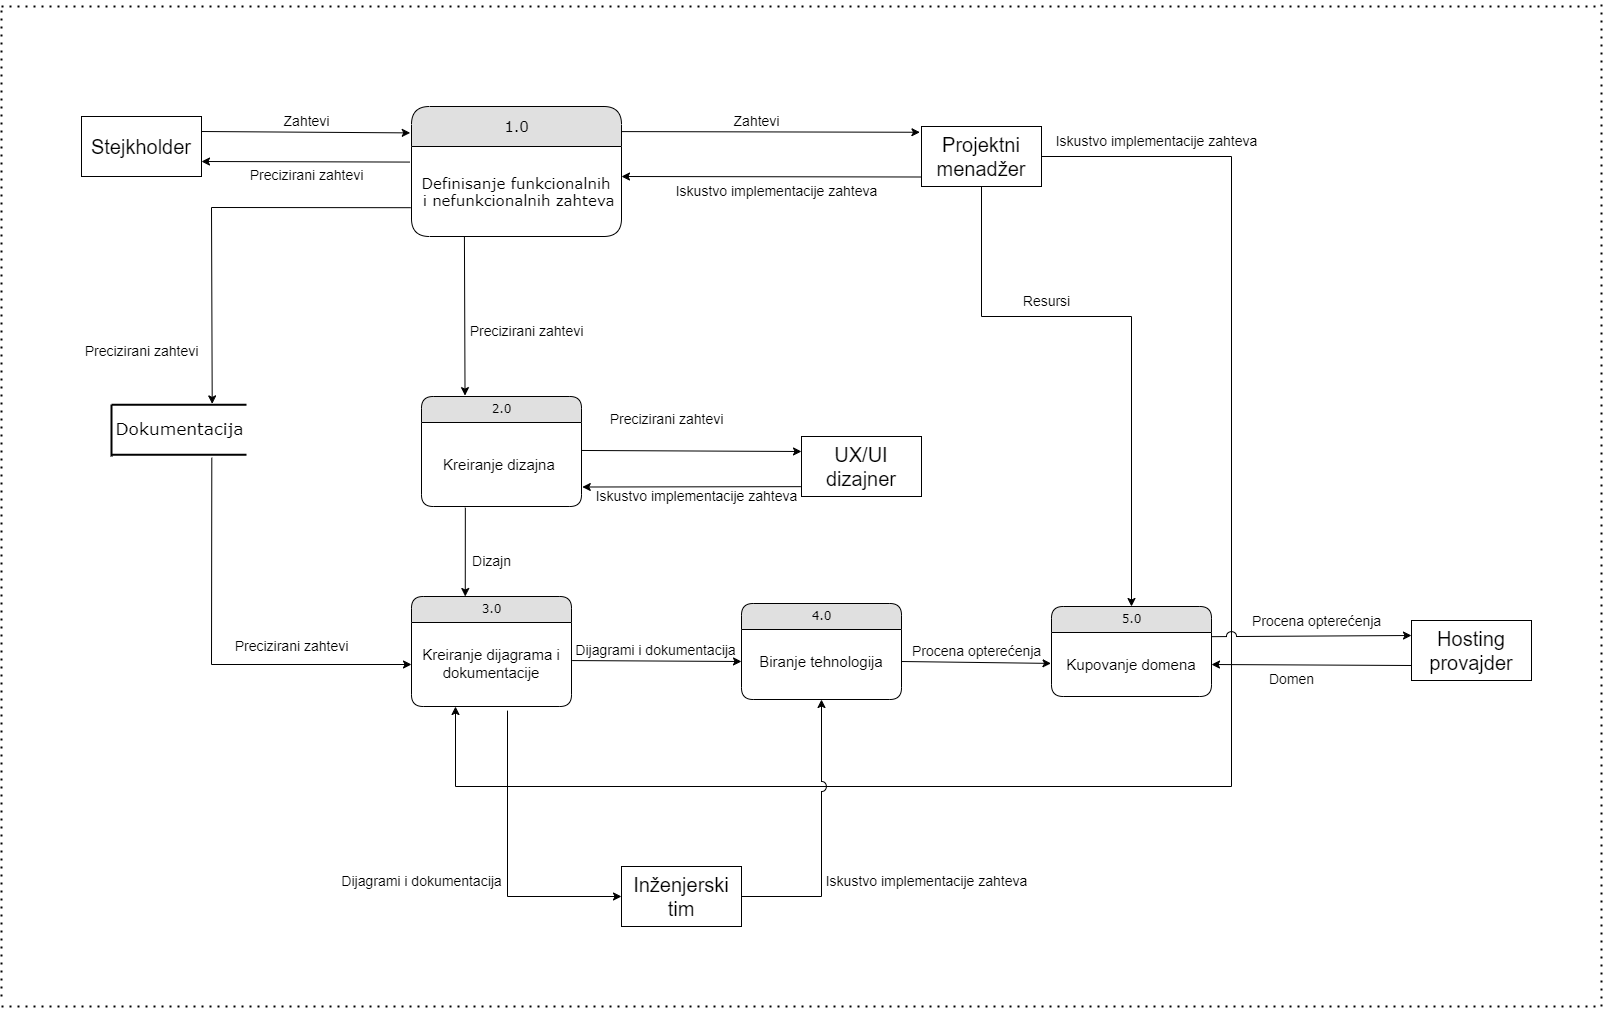 Zahtevi
1.0
Zahtevi
Stejkholder
Projektni
menadžer
Iskustvo implementacije zahteva
Precizirani zahtevi
Definisanje funkcionalnih
i nefunkcionalnih zahteva
Iskustvo implementacije zahteva
Resursi
Precizirani zahtevi
Precizirani zahtevi
Dokumentacija
2.0
Kreiranje dizajna
Precizirani zahtevi
UX/UI
dizajner
Iskustvo implementacije zahteva
Dizajn
Precizirani zahtevi
3.0
Kreiranje dijagrama i
dokumentacije
Dijagrami i dokumentacija
4.0
Biranje tehnologija
Procena opterećenja
5.0
Kupovanje domena
Procena opterećenja
Hosting
provajder
Domen
Dijagrami i dokumentacija
Inženjerski
tim
Iskustvo implementacije zahteva